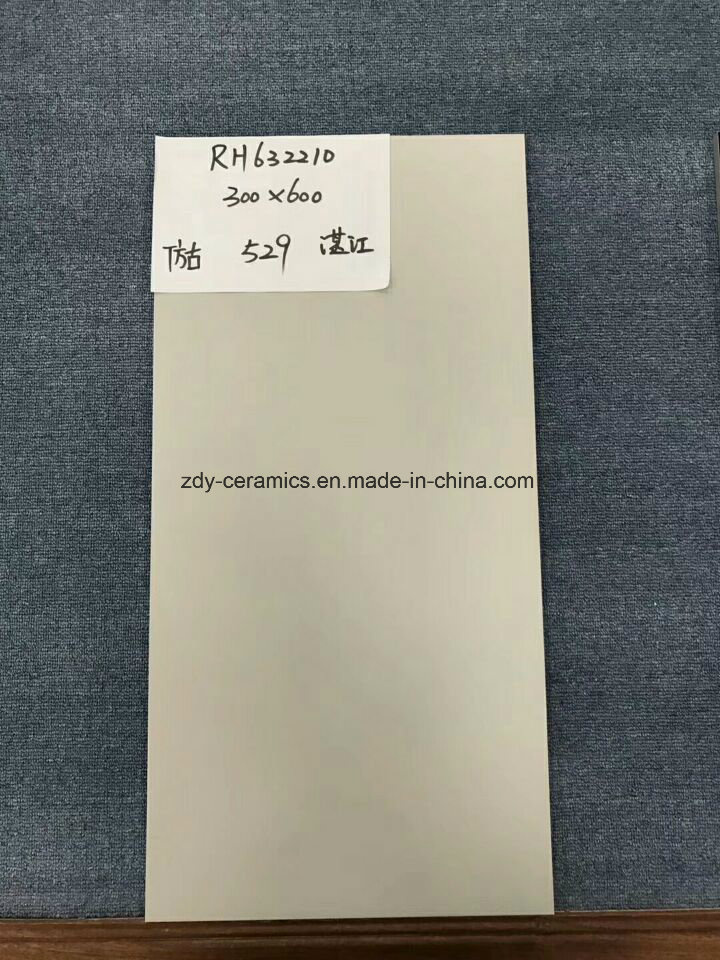 RH632210
300×600
仿古 529 湛江
zdy-ceramics.en.made-in-china.com